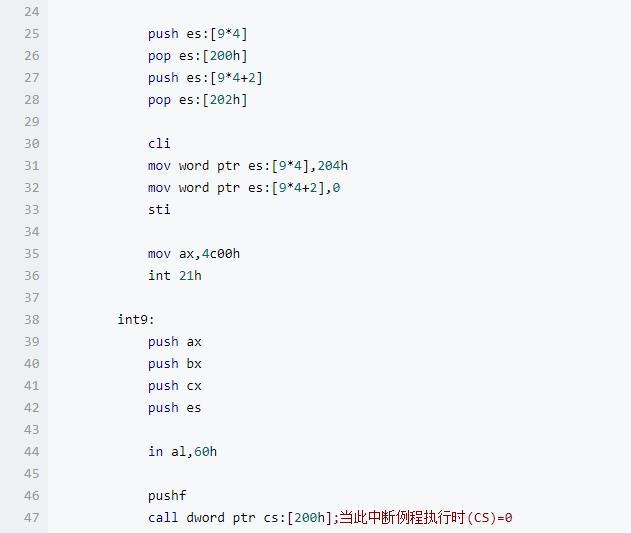 24
25 push es:[9*4]
26 pop es:[200h]
27 push es:[9*4+2]
28 pop es:[202h]
29
30 cli
31 mov word ptr es:[9*4],204h
32 mov word ptr es:[9*4+2],0
33 sti
34
35 mov ax,4c00h
36 int 21h
37
38 int9:
39 push ax
40 push bx
41 push cx
42 push es
43
44 in al,60h
45
46 pushf
47 call dword ptr cs:[200h];当此中断例程执行时(CS)=0